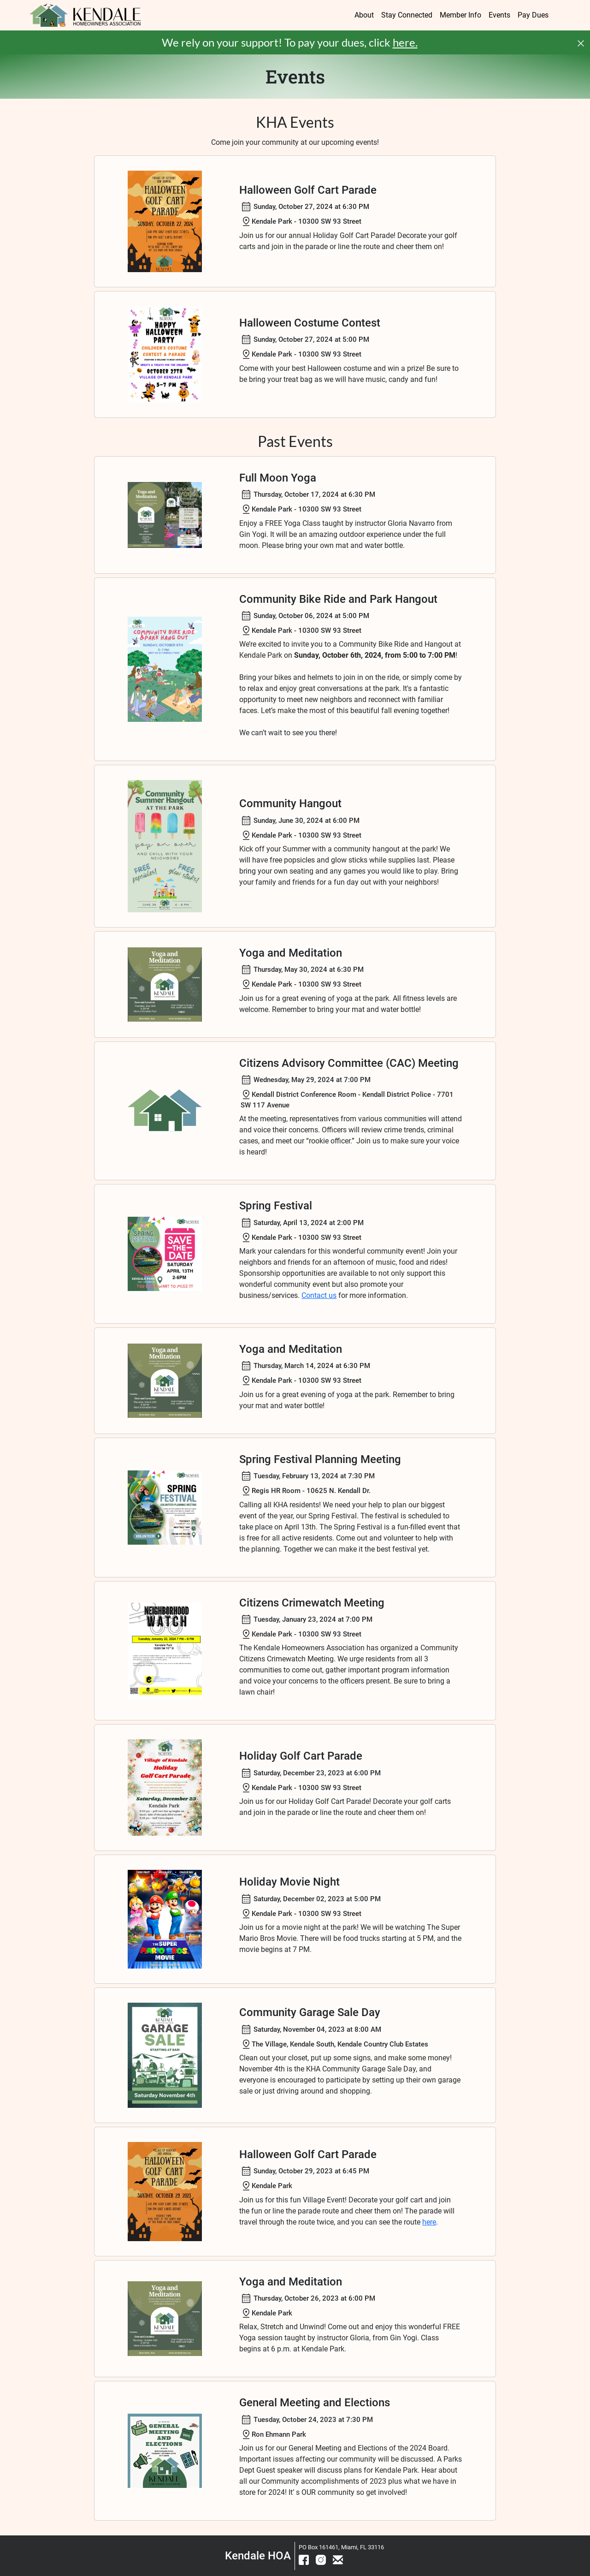 KENDALE
HOMEOWNERS ASSOCIATION
About Stay Connected Member Info Events Pay Dues
We rely on your support! To pay your dues, click here.
Events
KHA Events
Come join your community at our upcoming events!
HALLOWEEN
GOLF CART
PARADE
Halloween Golf Cart Parade
Sunday, October 27, 2024 at 6:30 PM
Kendale Park - 10300 SW 93 Street
Join us for our annual Holiday Golf Cart Parade! Decorate your golf
carts and join in the parade or line the route and cheer them on!
HAPPY
HALLOWEEN
PARTY
CHILDREN'S COSTUME
CONTEST & PARADE
OCTOBER 27TH
VILLAGE OF KENDALE PARK
5-7 PM
Halloween Costume Contest
Sunday, October 27, 2024 at 5:00 PM
Kendale Park - 10300 SW 93 Street
Come with your best Halloween costume and win a prize! Be sure to
be bring your treat bag as we will have music, candy and fun!
Past Events
Yoga and
Meditation
Full Moon Yoga
Thursday, October 17, 2024 at 6:30 PM
Kendale Park - 10300 SW 93 Street
Enjoy a FREE Yoga Class taught by instructor Gloria Navarro from
Gin Yogi. It will be an amazing outdoor experience under the full
moon. Please bring your own mat and water bottle.
COMMUNITY BIKE RIDE
& PARK HANG OUT
Community Bike Ride and Park Hangout
Sunday, October 06, 2024 at 5:00 PM
Kendale Park - 10300 SW 93 Street
We're excited to invite you to a Community Bike Ride and Hangout at
Kendale Park on Sunday, October 6th, 2024, from 5:00 to 7:00 PM!
Bring your bikes and helmets to join in on the ride, or simply come by
to relax and enjoy great conversations at the park. It's a fantastic
opportunity to meet new neighbors and reconnect with familiar
faces. Let's make the most of this beautiful fall evening together!
We can't wait to see you there!
Community
Summer Hangout
AT THE PARK
AND CHILL WITH YOUR
NEIGHBORS
FREE
popsicles!
FREE
glow sticks!
Community Hangout
Sunday, June 30, 2024 at 6:00 PM
Kendale Park - 10300 SW 93 Street
Kick off your Summer with a community hangout at the park! We
will have free popsicles and glow sticks while supplies last. Please
bring your own seating and any games you would like to play. Bring
your family and friends for a fun day out with your neighbors!
Yoga and
Meditation
Yoga and Meditation
Thursday, May 30, 2024 at 6:30 PM
Kendale Park - 10300 SW 93 Street
Join us for a great evening of yoga at the park. All fitness levels are
welcome. Remember to bring your mat and water bottle!
Citizens Advisory Committee (CAC) Meeting
Wednesday, May 29, 2024 at 7:00 PM
Kendall District Conference Room - Kendall District Police - 7701
SW 117 Avenue
At the meeting, representatives from various communities will attend
and voice their concerns. Officers will review crime trends, criminal
cases, and meet our “rookie officer.” Join us to make sure your voice
is heard!
SPRING
FESTIVAL
SAVE
THE
DATE
SATURDAY
APRIL 13TH
2-6PM
Spring Festival
Saturday, April 13, 2024 at 2:00 PM
Kendale Park - 10300 SW 93 Street
Mark your calendars for this wonderful community event! Join your
neighbors and friends for an afternoon of music, food and rides!
Sponsorship opportunities are available to not only support this
wonderful community event but also promote your
business/services. Contact us for more information.
Yoga and
Meditation
Yoga and Meditation
Thursday, March 14, 2024 at 6:30 PM
Kendale Park - 10300 SW 93 Street
Join us for a great evening of yoga at the park. Remember to bring
your mat and water bottle!
SPRING
FESTIVAL
Spring Festival Planning Meeting
Tuesday, February 13, 2024 at 7:30 PM
Regis HR Room - 10625 N. Kendall Dr.
Calling all KHA residents! We need your help to plan our biggest
event of the year, our Spring Festival. The festival is scheduled to
take place on April 13th. The Spring Festival is a fun-filled event that
is free for all active residents. Come out and volunteer to help with
the planning. Together we can make it the best festival yet.
NEIGHBORHOOD
WATCH
Citizens Crimewatch Meeting
Tuesday, January 23, 2024 at 7:00 PM
Kendale Park - 10300 SW 93 Street
The Kendale Homeowners Association has organized a Community
Citizens Crimewatch Meeting. We urge residents from all 3
communities to come out, gather important program information
and voice your concerns to the officers present. Be sure to bring a
lawn chair!
Village of Kendale
Holiday
Golf Cart Parade
Saturday, December 23
Kendale Park
Holiday Golf Cart Parade
Saturday, December 23, 2023 at 6:00 PM
Kendale Park - 10300 SW 93 Street
Join us for our Holiday Golf Cart Parade! Decorate your golf carts
and join in the parade or line the route and cheer them on!
THE SUPER
MARIO BROS.
MOVIE
Holiday Movie Night
Saturday, December 02, 2023 at 5:00 PM
Kendale Park - 10300 SW 93 Street
Join us for a movie night at the park! We will be watching The Super
Mario Bros Movie. There will be food trucks starting at 5 PM, and the
movie begins at 7 PM.
KENDALE
GARAGE
SALE
STARTING AT 8AM
Saturday November 4th
Community Garage Sale Day
Saturday, November 04, 2023 at 8:00 AM
The Village, Kendale South, Kendale Country Club Estates
Clean out your closet, put up some signs, and make some money!
November 4th is the KHA Community Garage Sale Day, and
everyone is encouraged to participate by setting up their own garage
sale or just driving around and shopping.
HALLOWEEN
GOLF CART
PARADE
Halloween Golf Cart Parade
Sunday, October 29, 2023 at 6:45 PM
Kendale Park
Join us for this fun Village Event! Decorate your golf cart and join
the fun or line the parade route and cheer them on! The parade will
travel through the route twice, and you can see the route here.
Yoga and
Meditation
Yoga and Meditation
Thursday, October 26, 2023 at 6:00 PM
Kendale Park
Relax, Stretch and Unwind! Come out and enjoy this wonderful FREE
Yoga session taught by instructor Gloria, from Gin Yogi. Class
begins at 6 p.m. at Kendale Park.
GENERAL
MEETING AND
ELECTIONS
KENDALE
General Meeting and Elections
Tuesday, October 24, 2023 at 7:30 PM
Ron Ehmann Park
Join us for our General Meeting and Elections of the 2024 Board.
Important issues affecting our community will be discussed. A Parks
Dept Guest speaker will discuss plans for Kendale Park. Hear about
all our Community accomplishments of 2023 plus what we have in
store for 2024! It' s OUR community so get involved!
Kendale HOA
PO Box 161461, Miami, FL 33116